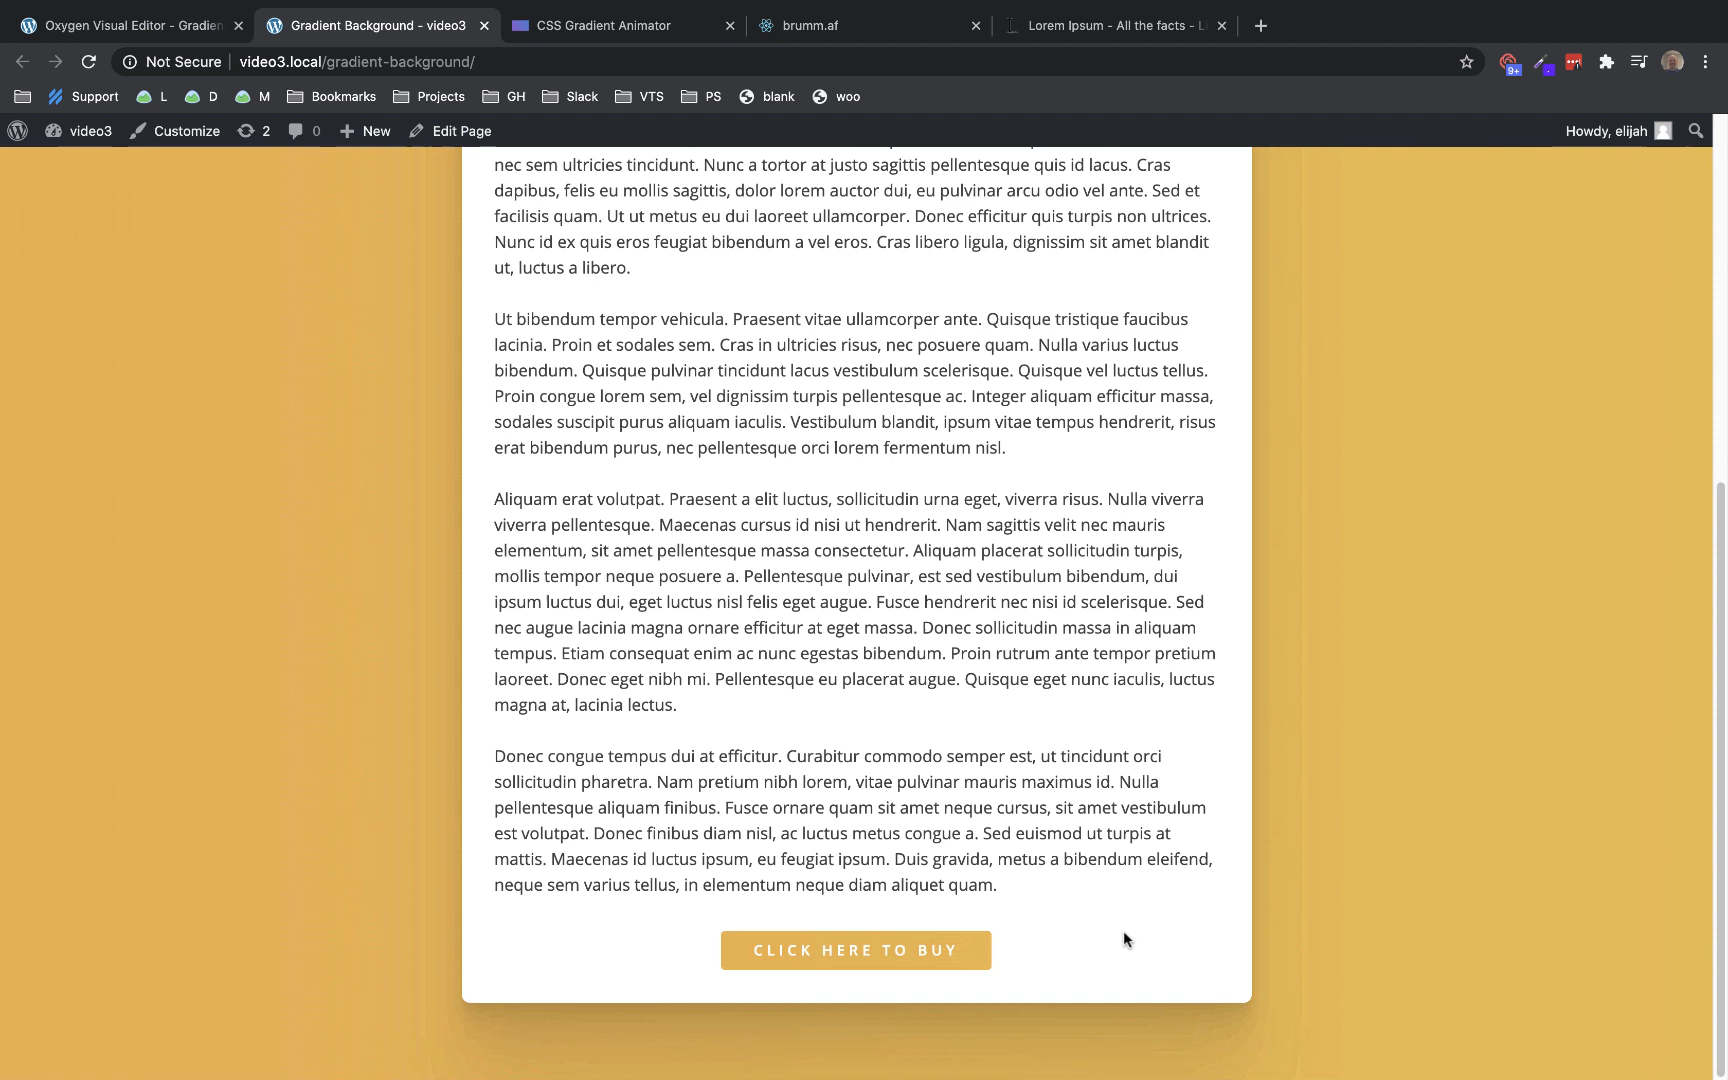 Oxygen Visual Editor - Gradien
Gradient Background - video3
CSS Gradient Animator
brumm.af
Lorem Ipsum - All the facts - Li
Not Secure
video3.local/gradient-background/
9+
Support
L
D
M
Bookmarks
Projects
GH
Slack
VTS
PS
blank
woo
video3
Customize
2
0
New
Edit Page
Howdy, elijah
nec sem ultricies tincidunt. Nunc a tortor at justo sagittis pellentesque quis id lacus. Cras
dapibus, felis eu mollis sagittis, dolor lorem auctor dui, eu pulvinar arcu odio vel ante. Sed et
facilisis quam. Ut ut metus eu dui laoreet ullamcorper. Donec efficitur quis turpis non ultrices.
Nunc id ex quis eros feugiat bibendum a vel eros. Cras libero ligula, dignissim sit amet blandit
ut, luctus a libero.
Ut bibendum tempor vehicula. Praesent vitae ullamcorper ante. Quisque tristique faucibus
lacinia. Proin et sodales sem. Cras in ultricies risus, nec posuere quam. Nulla varius luctus
bibendum. Quisque pulvinar tincidunt lacus vestibulum scelerisque. Quisque vel luctus tellus.
Proin congue lorem sem, vel dignissim turpis pellentesque ac. Integer aliquam efficitur massa,
sodales suscipit purus aliquam iaculis. Vestibulum blandit, ipsum vitae tempus hendrerit, risus
erat bibendum purus, nec pellentesque orci lorem fermentum nisl.
Aliquam erat volutpat. Praesent a elit luctus, sollicitudin urna eget, viverra risus. Nulla viverra
viverra pellentesque. Maecenas cursus id nisi ut hendrerit. Nam sagittis velit nec mauris
elementum, sit amet pellentesque massa consectetur. Aliquam placerat sollicitudin turpis,
mollis tempor neque posuere a. Pellentesque pulvinar, est sed vestibulum bibendum, dui
ipsum luctus dui, eget luctus nisl felis eget augue. Fusce hendrerit nec nisi id scelerisque. Sed
nec augue lacinia magna ornare efficitur at eget massa. Donec sollicitudin massa in aliquam
tempus. Etiam consequat enim ac nunc egestas bibendum. Proin rutrum ante tempor pretium
laoreet. Donec eget nibh mi. Pellentesque eu placerat augue. Quisque eget nunc iaculis, luctus
magna at, lacinia lectus.
Donec congue tempus dui at efficitur. Curabitur commodo semper est, ut tincidunt orci
sollicitudin pharetra. Nam pretium nibh lorem, vitae pulvinar mauris maximus id. Nulla
pellentesque aliquam finibus. Fusce ornare quam sit amet neque cursus, sit amet vestibulum
est volutpat. Donec finibus diam nisl, ac luctus metus congue a. Sed euismod ut turpis at
mattis. Maecenas id luctus ipsum, eu feugiat ipsum. Duis gravida, metus a bibendum eleifend,
neque sem varius tellus, in elementum neque diam aliquet quam.
CLICK HERE TO BUY